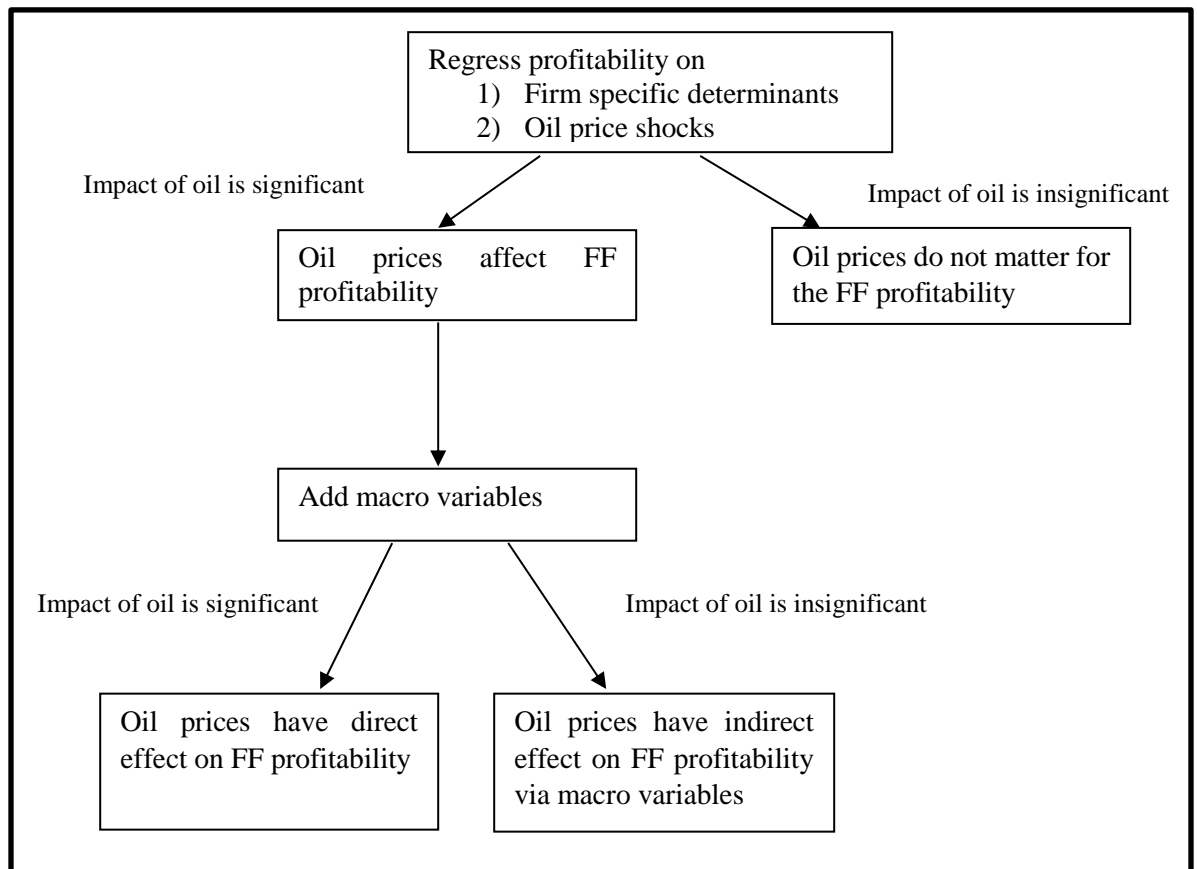 Regress profitability on
1) Firm specific determinants
2) Oil price shocks
Impact of oil is significant
Impact of oil is insignificant
Oil prices affect FF
profitability
Oil prices do not matter for
the FF profitability
Add macro variables
Impact of oil is significant
Impact of oil is insignificant
Oil prices have direct
effect on FF profitability
Oil prices have indirect
effect on FF profitability
via macro variables